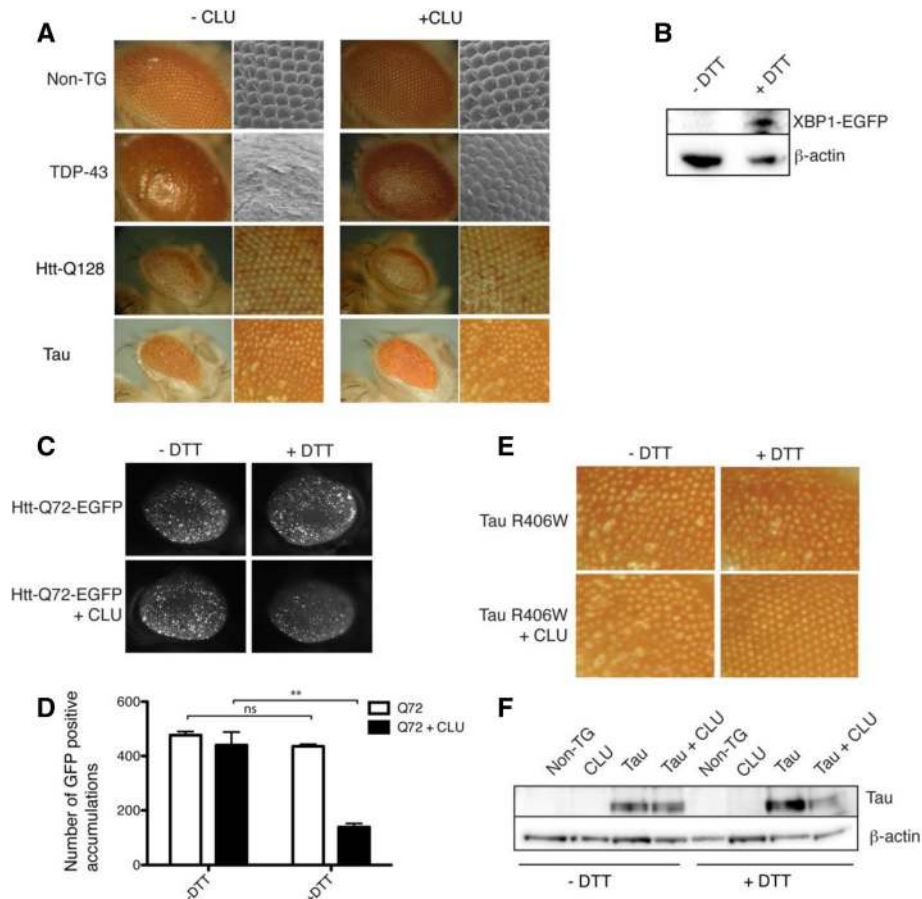 A
- CLU
+CLU
Non-TG
TDP-43
Htt-Q128
Tau
B
- DTT
+ DTT
XBP1-EGFP
β-actin
C
- DTT
+ DTT
Htt-Q72-EGFP
Htt-Q72-EGFP
+ CLU
D
Number of GFP positive
accumulations
600
400
200
0
ns
**
Q72
Q72 + CLU
-DTT
-DTT
E
- DTT
+ DTT
Tau R406W
Tau R406W
+ CLU
F
Non-TG
CLU
Tau
Tau + CLU
Non-TG
CLU
Tau
Tau + CLU
Tau
β-actin
- DTT
+ DTT